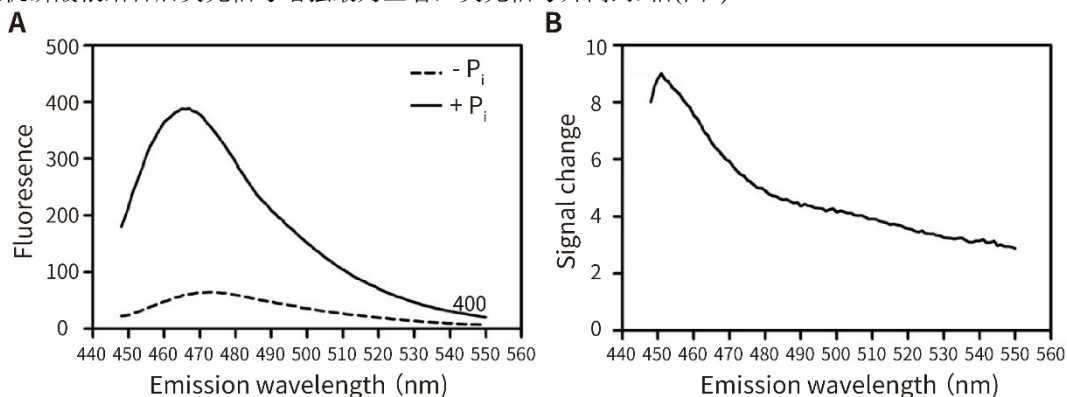 A
500
400
300
200
100
0
Fluoresence
- Pi
+ Pi
400
440 450 460 470 480 490 500 510 520 530 540 550 560
Emission wavelength (nm)
B
10
8
6
4
2
0
Signal change
440 450 460 470 480 490 500 510 520 530 540 550 560
Emission wavelength (nm)